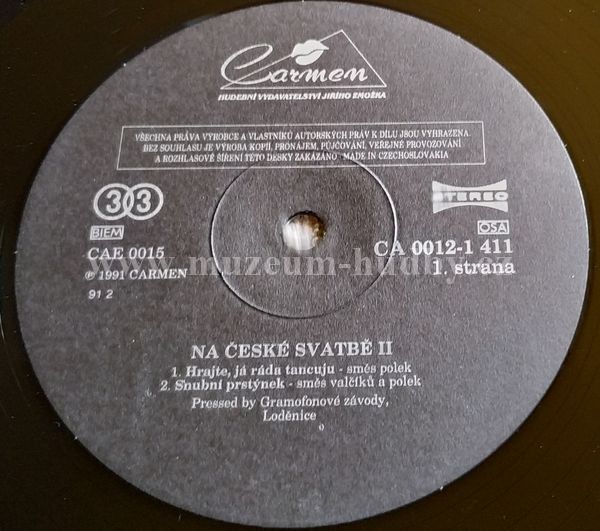 Carmen
HUDEBNÍ VYDAVATELSTVÍ JIŘÍHO ZMOŽKA
VŠECHNA PRÁVA VÝROBCE A VLASTNÍKŮ AUTORSKÝCH PRÁV K DÍLU JSOU VYHRAZENA.
BEZ SOUHLASU JE VÝROBA KOPIÍ, PRONÁJEM, PŮJČOVÁNÍ, VEŘEJNÉ PROVOZOVÁNÍ
A ROZHLASOVÉ ŠÍŘENÍ TÉTO DESKY ZAKÁZÁNO. MADE IN CZECHOSLOVAKIA
33 STEREO
BIEM OSA
CAE 0015 CA 0012-1 411
℗ 1991 CARMEN 1. strana
91 2
www.muzeum-hudby.cz
NA ČESKÉ SVATBĚ II
1. Hrajte, já ráda tancuju - směs polek
2. Snubní prstýnek - směs valčíků a polek
Pressed by Gramofonové závody,
Loděnice